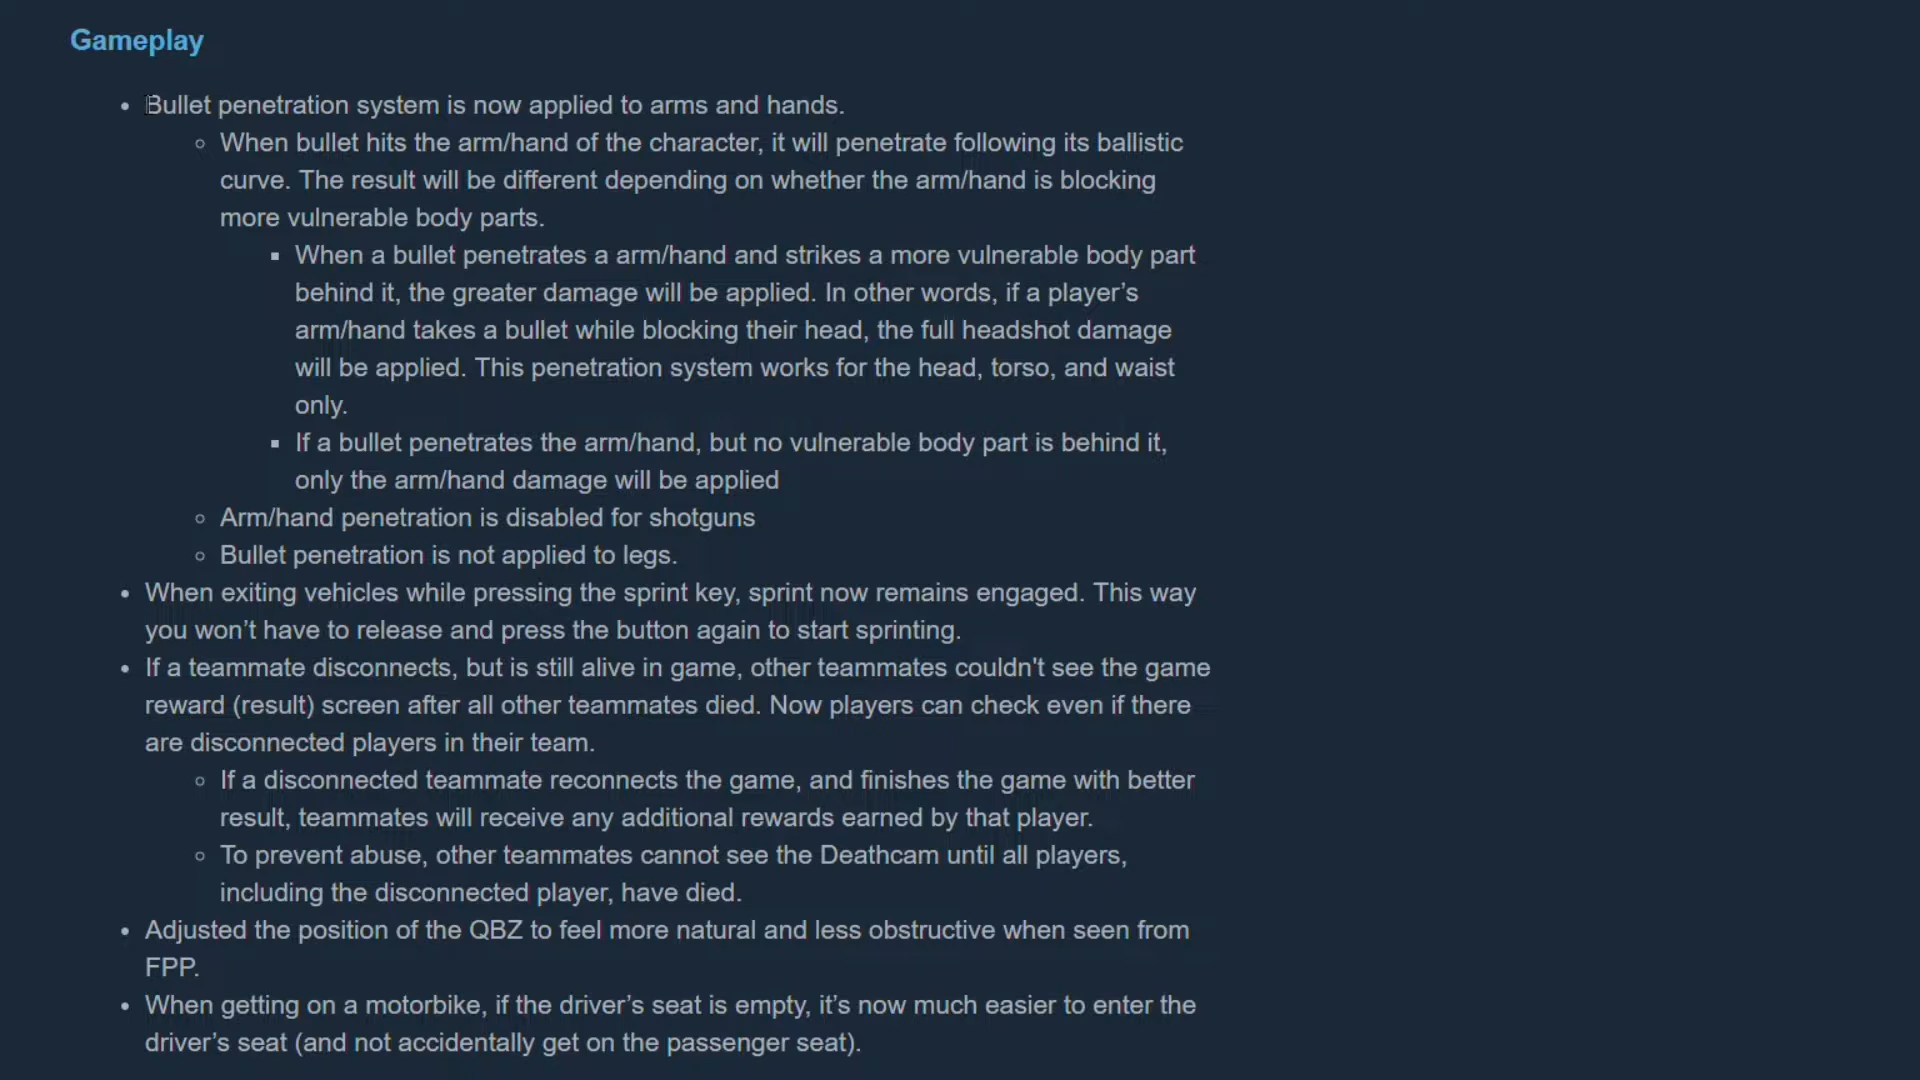 Gameplay
Bullet penetration system is now applied to arms and hands.
When bullet hits the arm/hand of the character, it will penetrate following its ballistic
curve. The result will be different depending on whether the arm/hand is blocking
more vulnerable body parts.
When a bullet penetrates a arm/hand and strikes a more vulnerable body part
behind it, the greater damage will be applied. In other words, if a player’s
arm/hand takes a bullet while blocking their head, the full headshot damage
will be applied. This penetration system works for the head, torso, and waist
only.
If a bullet penetrates the arm/hand, but no vulnerable body part is behind it,
only the arm/hand damage will be applied
Arm/hand penetration is disabled for shotguns
Bullet penetration is not applied to legs.
When exiting vehicles while pressing the sprint key, sprint now remains engaged. This way
you won’t have to release and press the button again to start sprinting.
If a teammate disconnects, but is still alive in game, other teammates couldn't see the game
reward (result) screen after all other teammates died. Now players can check even if there
are disconnected players in their team.
If a disconnected teammate reconnects the game, and finishes the game with better
result, teammates will receive any additional rewards earned by that player.
To prevent abuse, other teammates cannot see the Deathcam until all players,
including the disconnected player, have died.
Adjusted the position of the QBZ to feel more natural and less obstructive when seen from
FPP.
When getting on a motorbike, if the driver’s seat is empty, it’s now much easier to enter the
driver’s seat (and not accidentally get on the passenger seat).